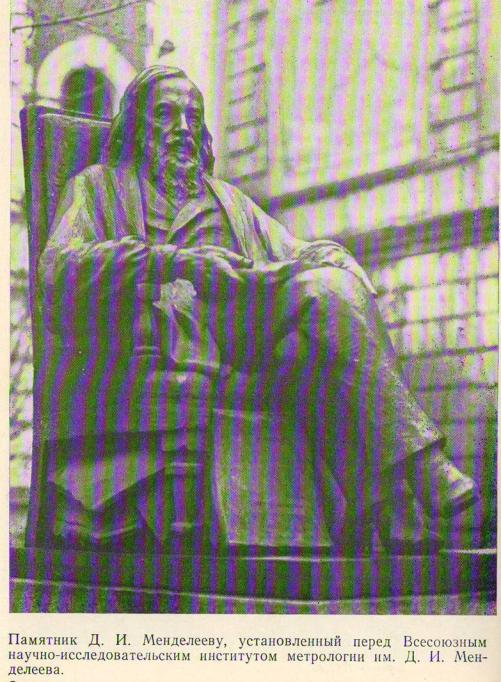 Памятник Д. И. Менделееву, установленный перед Всесоюзным
научно-исследовательским институтом метрологии им. Д. И. Мен-
делеева.